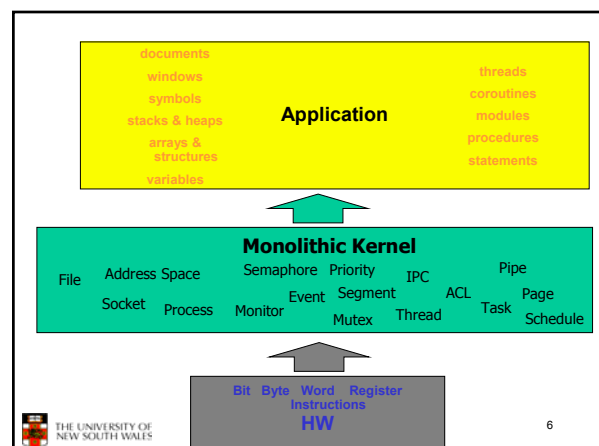 documents
windows
symbols
stacks & heaps
arrays &
structures
variables
Application
threads
coroutines
modules
procedures
statements
Monolithic Kernel
File
Address Space
Semaphore Priority
IPC
Pipe
Socket
Process
Monitor
Event
Segment
Mutex
Thread
ACL
Task
Page
Schedule
Bit Byte Word Register
Instructions
HW
THE UNIVERSITY OF
NEW SOUTH WALES
6